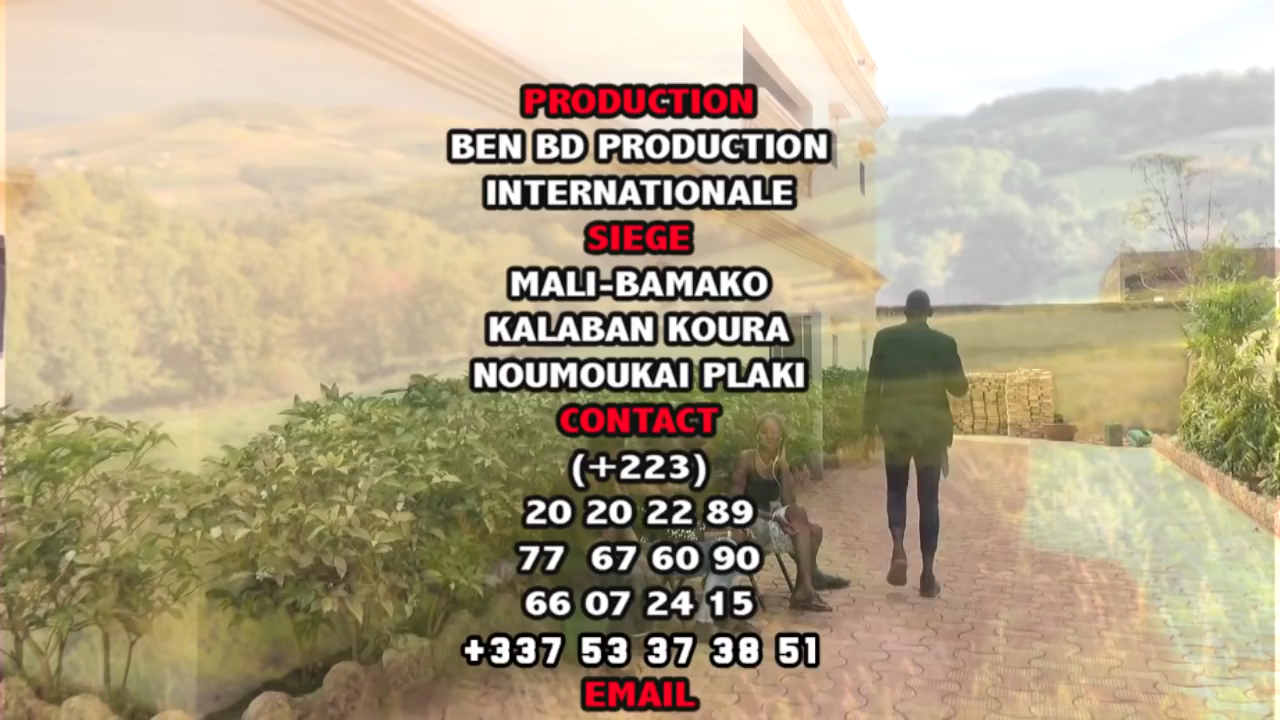 PRODUCTION
BEN BD PRODUCTION
INTERNATIONALE
SIEGE
MALI-BAMAKO
KALABAN KOURA
NOUMOUKAI PLAKI
CONTACT
(+223)
20 20 22 89
77 67 60 90
66 07 24 15
+337 53 37 38 51
EMAIL